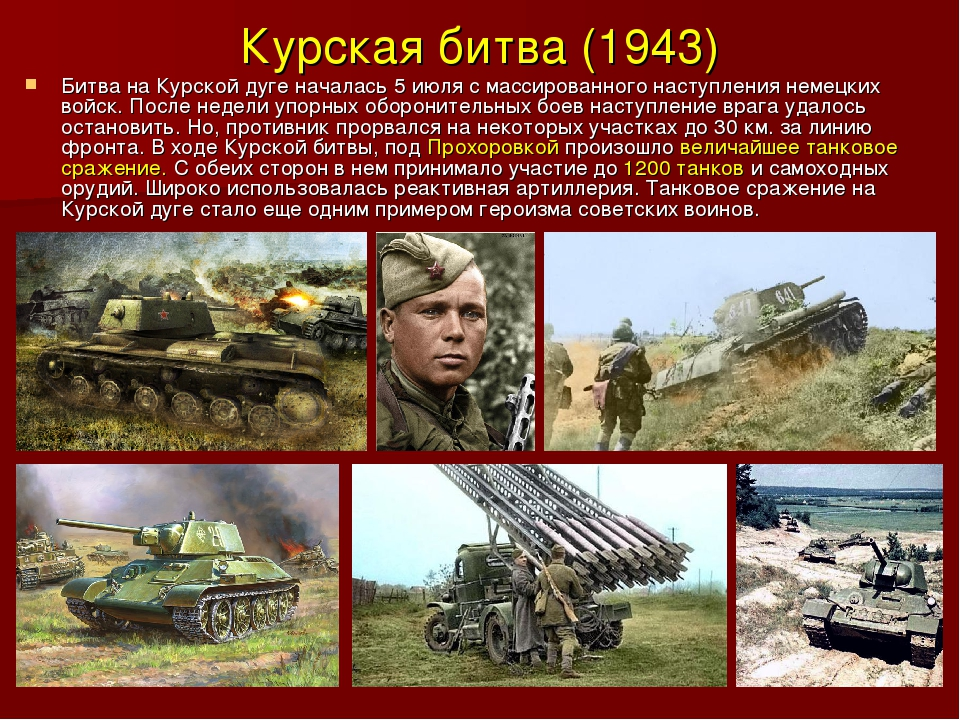 Курская битва (1943)
Битва на Курской дуге началась 5 июля с массированного наступления немецких
войск. После недели упорных оборонительных боев наступление врага удалось
остановить. Но, противник прорвался на некоторых участках до 30 км. за линию
фронта. В ходе Курской битвы, под Прохоровкой произошло величайшее танковое
сражение. С обеих сторон в нем принимало участие до 1200 танков и самоходных
орудий. Широко использовалась реактивная артиллерия. Танковое сражение на
Курской дуге стало еще одним примером героизма советских воинов.
641